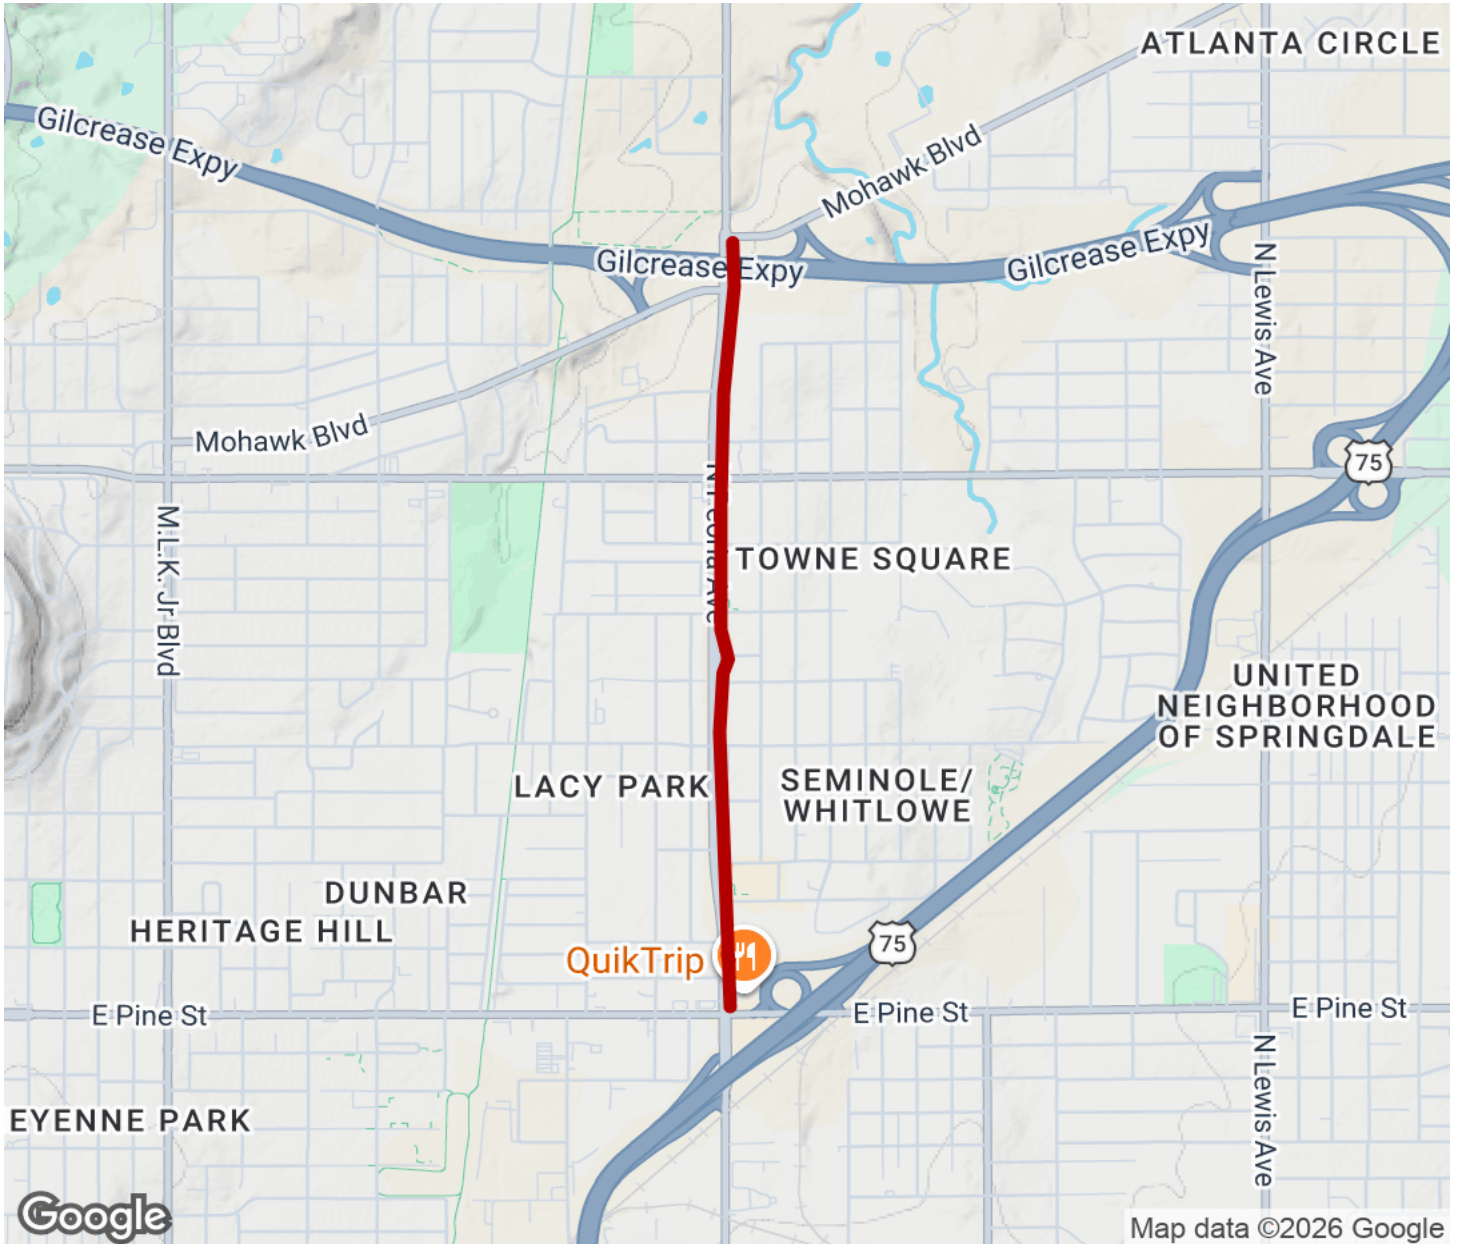 ATLANTA CIRCLE
Gilcrease Expy
Mohawk Blvd
Gilcrease Expy
Gilcrease Expy
N Lewis Ave
Mohawk Blvd
75
M.L.K. Jr Blvd
TOWNE SQUARE
UNITED
NEIGHBORHOOD
OF SPRINGDALE
LACY PARK
SEMINOLE/
WHITLOWE
DUNBAR
HERITAGE HILL
75
QuikTrip
E Pine St
E Pine St
E Pine St
N Lewis Ave
EYENNE PARK
Google
Map data ©2026 Google